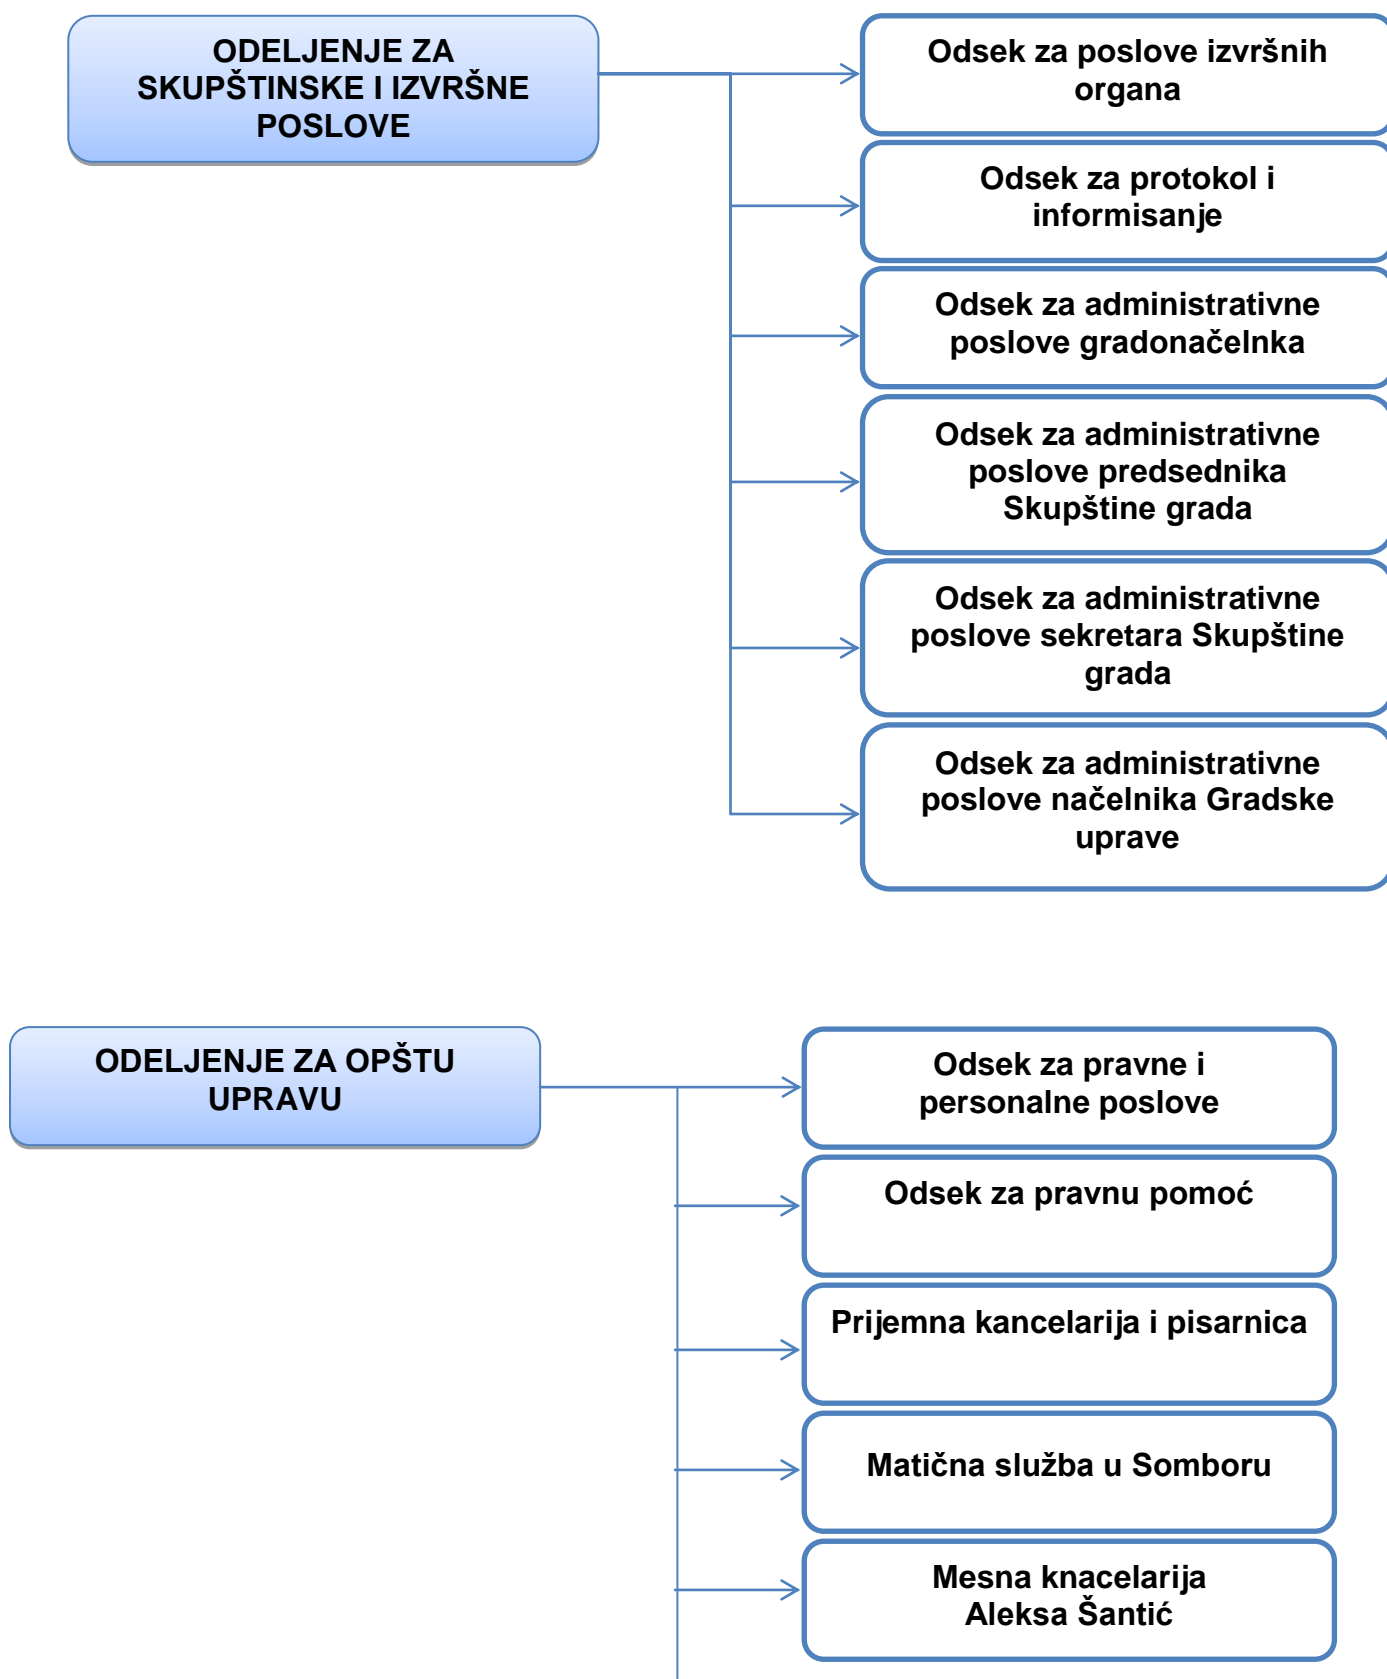 ODELJENJE ZA
SKUPŠTINSKE I IZVRŠNE
POSLOVE
Odsek za poslove izvršnih
organa
Odsek za protokol i
informisanje
Odsek za administrativne
poslove gradonačelnka
Odsek za administrativne
poslove predsednika
Skupštine grada
Odsek za administrativne
poslove sekretara Skupštine
grada
Odsek za administrativne
poslove načelnika Gradske
uprave
ODELJENJE ZA OPŠTU
UPRAVU
Odsek za pravne i
personalne poslove
Odsek za pravnu pomoć
Prijemna kancelarija i pisarnica
Matična služba u Somboru
Mesna knacelarija
Aleksa Šantić